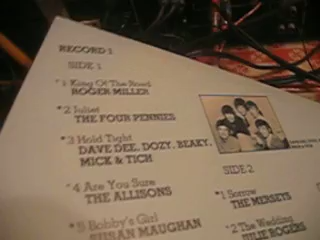 RECORD 1
SIDE 1
*1 King Of The Road
ROGER MILLER
*2 Juliet
THE FOUR PENNIES
*3 Hold Tight
DAVE DEE, DOZY, BEAKY,
MICK & TICH
*4 Are You Sure
THE ALLISONS
*5 Bobby's Girl
SUSAN MAUGHAN
SIDE 2
*1 Sorrow
THE MERSEYS
*2 The Wedding
JULIE ROGERS